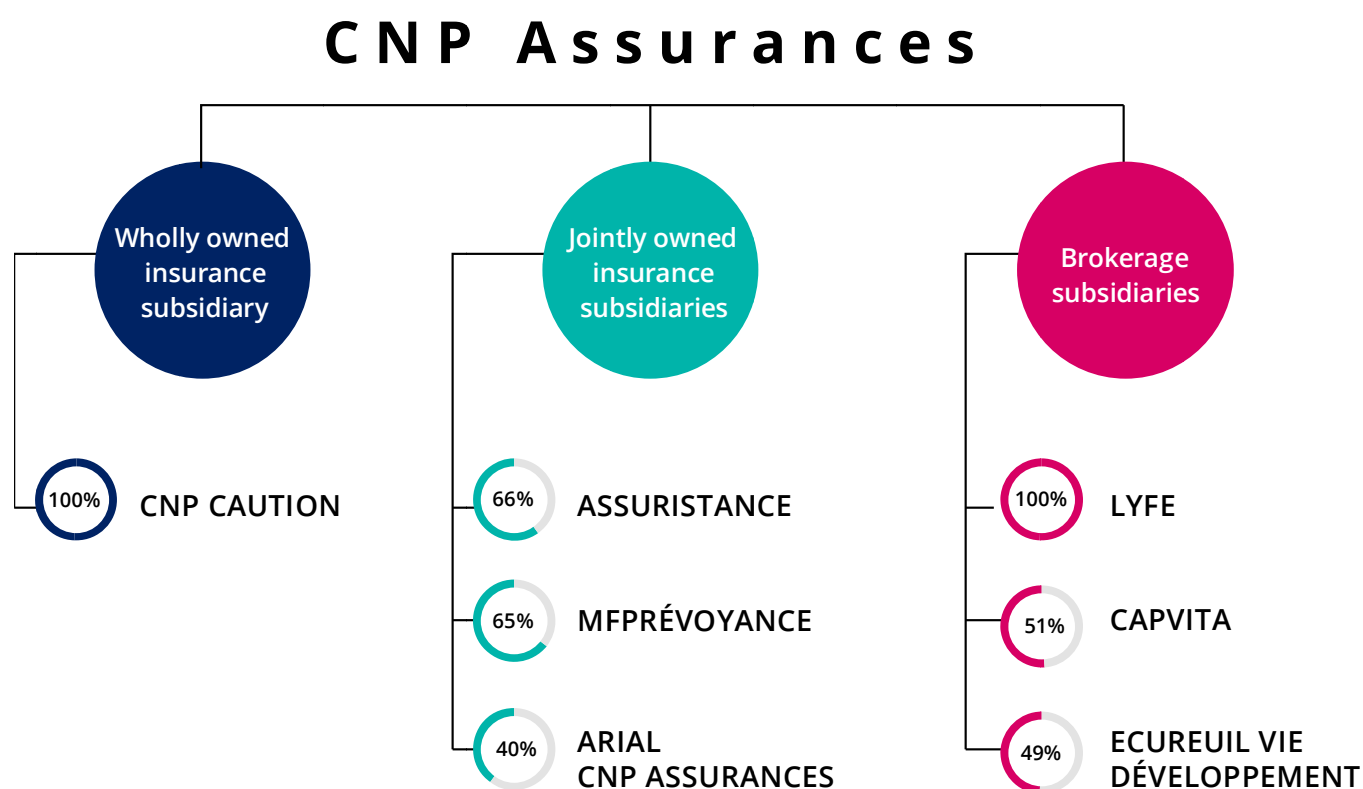 CNP Assurances
Wholly owned
insurance
subsidiary
100% CNP CAUTION
Jointly owned
insurance
subsidiaries
66% ASSURISTANCE
65% MFPRÉVOYANCE
40% ARIAL
CNP ASSURANCES
Brokerage
subsidiaries
100% LYFE
51% CAPVITA
49% ECUREUIL VIE
DÉVELOPPEMENT